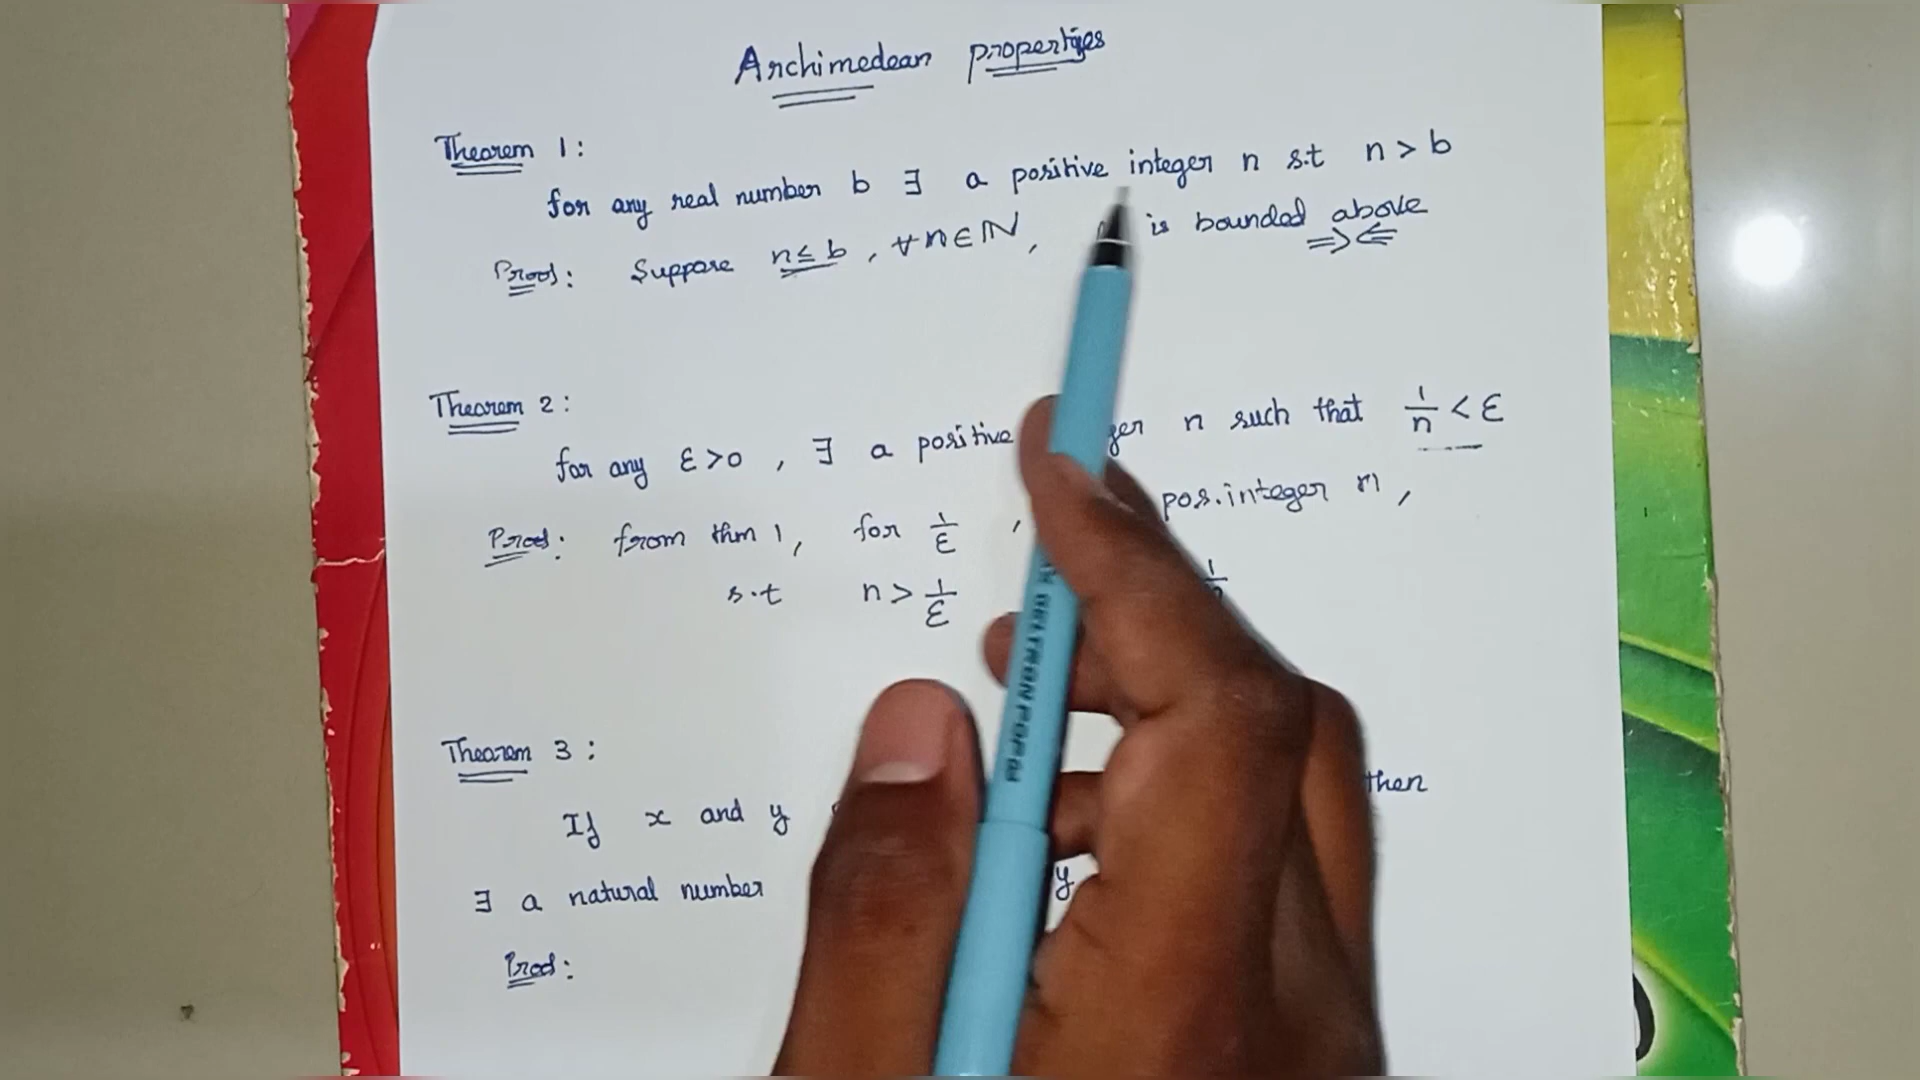 Archimedean properties
Theorem 1:
for any real number b ∃ a positive integer n s.t n > b
Proof: Suppose n ≤ b, ∀ n ∈ ℕ, is bounded above
⇒⇐
Theorem 2:
for any ε > 0, ∃ a positive n such that 1/n < ε
Proof: from thm 1, for 1/ε, pos. integer n,
s.t n > 1/ε
Theorem 3:
If x and y then
∃ a natural number y
Proof:
BELTRON POPO